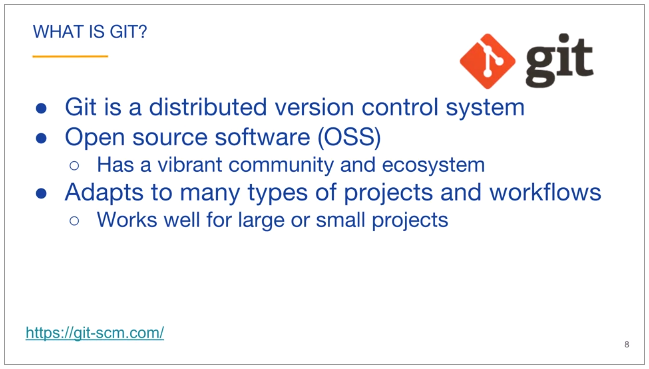 WHAT IS GIT?
git
● Git is a distributed version control system
● Open source software (OSS)
○ Has a vibrant community and ecosystem
● Adapts to many types of projects and workflows
○ Works well for large or small projects
https://git-scm.com/
8